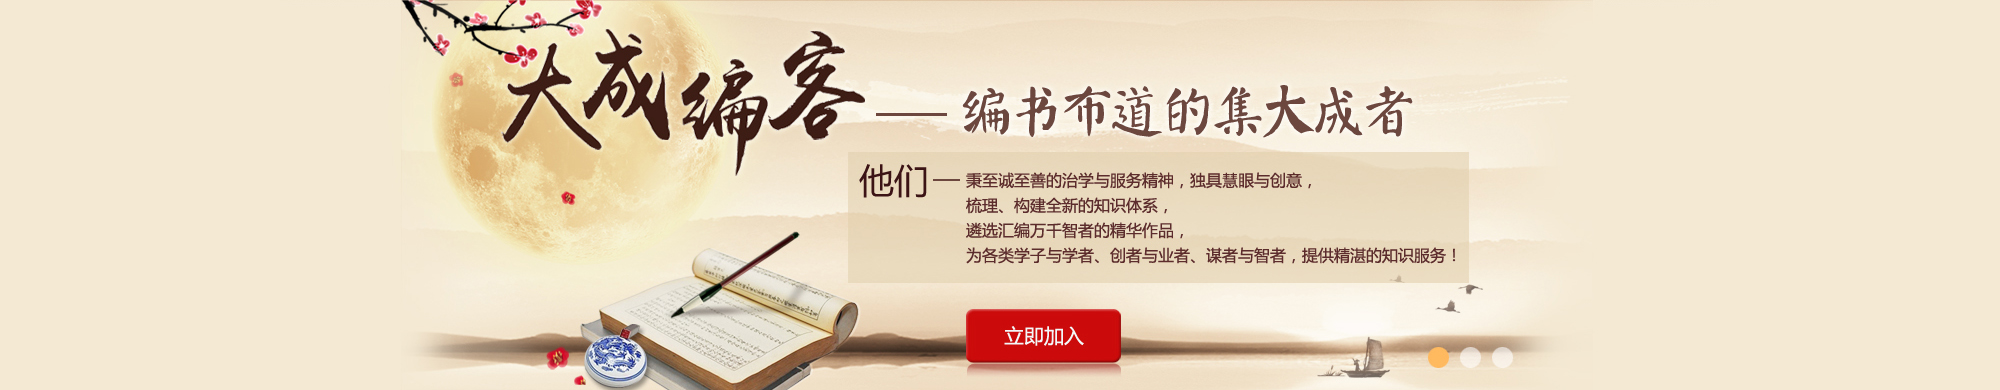 大成编客
—— 编书布道的集大成者
他们— 秉至诚至善的治学与服务精神，独具慧眼与创意，
梳理、构建全新的知识体系，
遴选汇编万千智者的精华作品，
为各类学子与学者、创者与业者、谋者与智者，提供精湛的知识服务！
立即加入